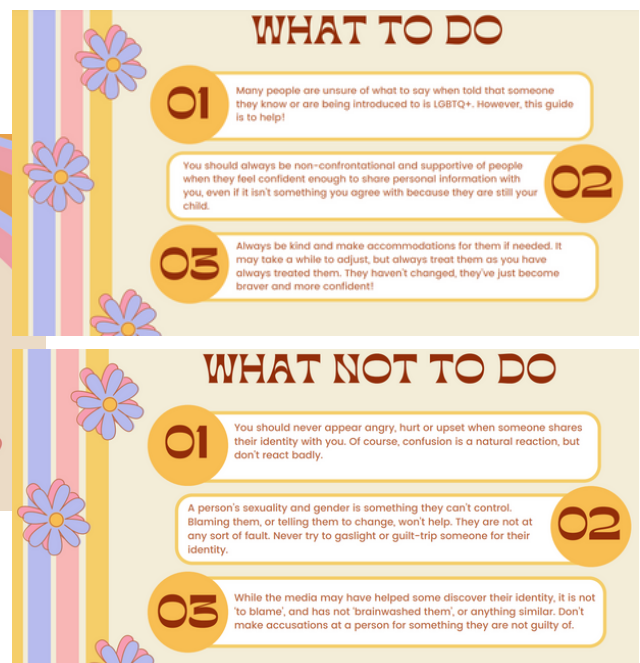 WHAT TO DO
01
Many people are unsure of what to say when told that someone
they know or are being introduced to is LGBTQ+. However, this guide
is to help!
You should always be non-confrontational and supportive of people
when they feel confident enough to share personal information with
you, even if it isn't something you agree with because they are still your
child.
02
03
Always be kind and make accommodations for them if needed. It
may take a while to adjust, but always treat them as you have
always treated them. They haven't changed, they've just become
braver and more confident!
WHAT NOT TO DO
01
You should never appear angry, hurt or upset when someone shares
their identity with you. Of course, confusion is a natural reaction, but
don't react badly.
A person's sexuality and gender is something they can't control.
Blaming them, or telling them to change, won't help. They are not at
any sort of fault. Never try to gaslight or guilt-trip someone for their
identity.
02
03
While the media may have helped some discover their identity, it is not
'to blame', and has not 'brainwashed them', or anything similar. Don't
make accusations at a person for something they are not guilty of.